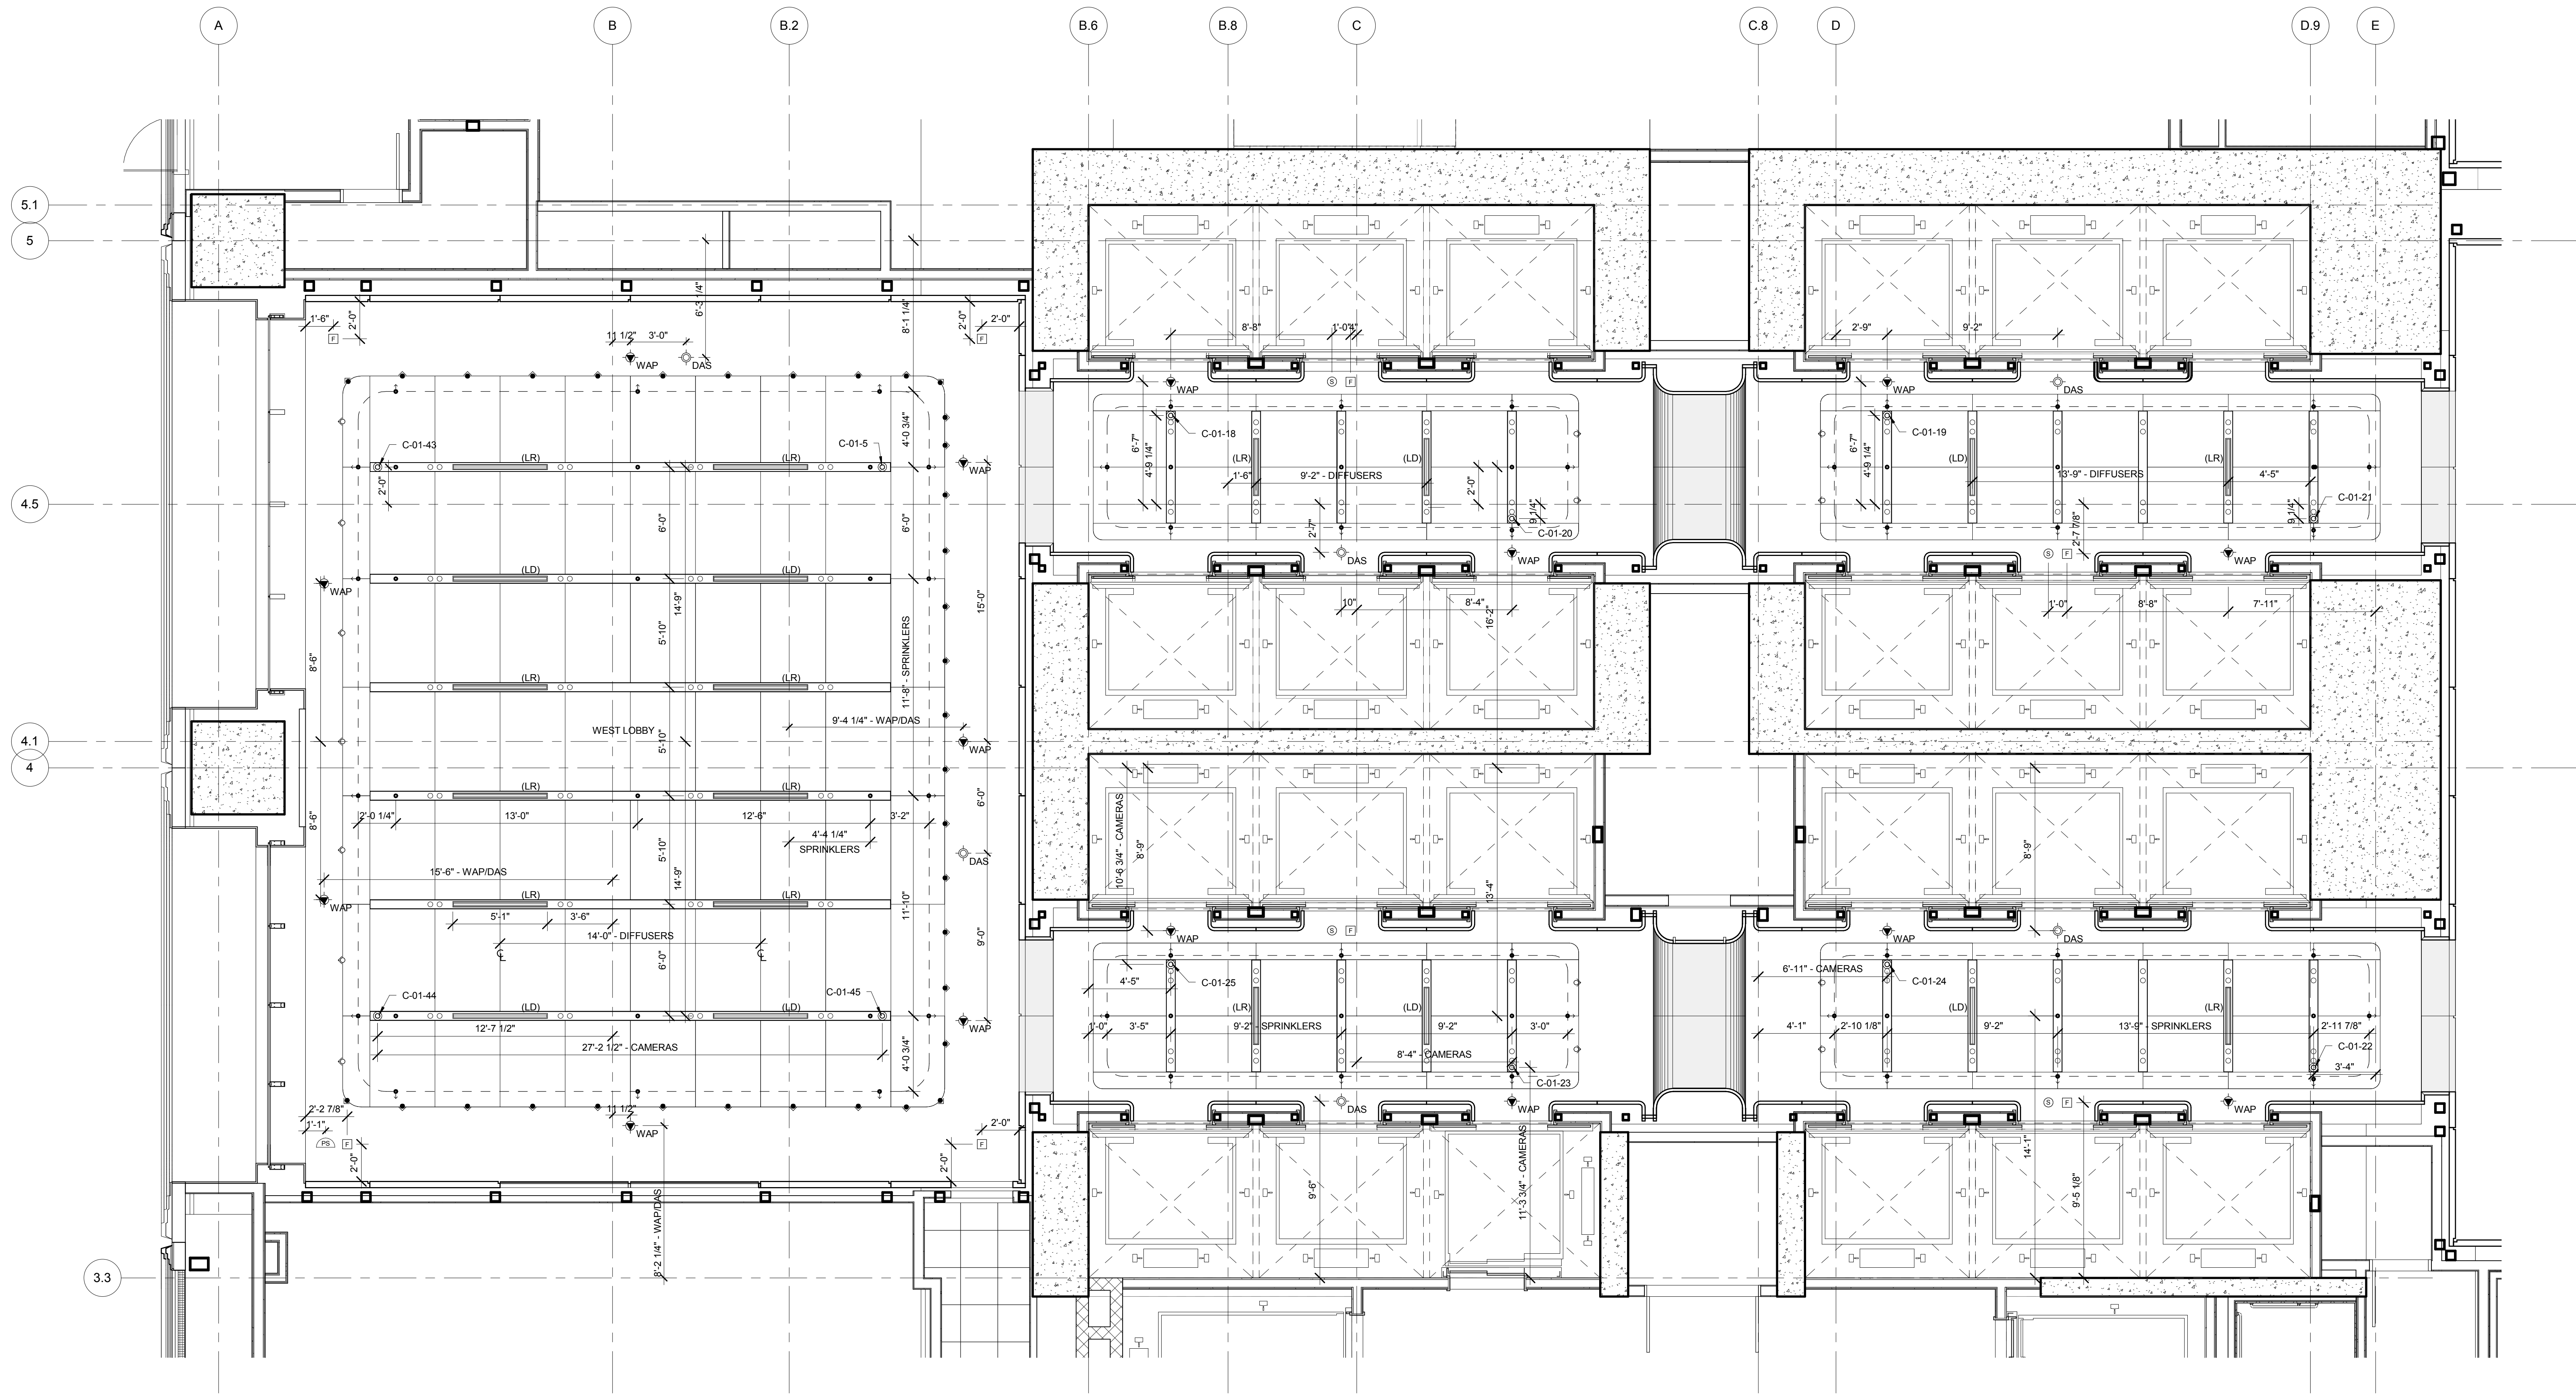 A B B.2 B.6 B.8 C C.8 D D.9 E
5.1
5
4.5
4.1
4
3.3
1'-6"
2'-0"
F
11 1/2" 3'-0"
6'-3 1/4"
8'-1 1/4"
2'-0"
2'-0"
F
WAP DAS
C-01-43
C-01-5
4'-0 3/4"
(LR) (LR)
WAP
2'-0"
6'-0" 6'-0"
(LD) (LD)
WAP
14'-9"
15'-0"
5'-10"
8'-6"
11'-8" - SPRINKLERS
(LR) (LR)
9'-4 1/4" - WAP/DAS
WEST LOBBY
5'-10"
WAP
(LR) (LR)
6'-0"
8'-6"
2'-0 1/4" 13'-0" 12'-6" 3'-2"
4'-4 1/4"
SPRINKLERS
5'-10"
DAS
15'-6" - WAP/DAS
14'-9"
(LR) (LR)
WAP
11'-10"
5'-1" 3'-6"
14'-0" - DIFFUSERS
9'-0"
6'-0"
C-01-44
C-01-45
(LD) (LD)
WAP
12'-7 1/2"
27'-2 1/2" - CAMERAS
4'-0 3/4"
2'-2 7/8"
11 1/2"
1'-1"
PS F
WAP
2'-0"
F
2'-0"
2'-0"
8'-2 1/4" - WAP/DAS
8'-8" 1'-0" 4"
S F
WAP
C-01-18
6'-7"
4'-9 1/4"
(LR) (LD)
1'-6" 9'-2" - DIFFUSERS
2'-0"
2'-7"
9 1/4"
C-01-20
DAS WAP
10" 8'-4"
16'-2"
2'-9" 9'-2"
WAP DAS
C-01-19
6'-7"
4'-9 1/4"
(LD) (LR)
13'-9" - DIFFUSERS 4'-5"
C-01-21
9 1/4"
2'-7 7/8"
S F
WAP
1'-0" 8'-8" 7'-11"
10'-6 3/4" - CAMERAS
8'-9"
13'-4"
8'-9"
WAP
S F
C-01-25
4'-5"
(LR) (LD)
1'-0" 3'-5" 9'-2" - SPRINKLERS 9'-2" 3'-0"
8'-4" - CAMERAS
C-01-23
DAS WAP
9'-6"
11'-3 3/4" - CAMERAS
WAP DAS
6'-11" - CAMERAS
C-01-24
(LD) (LR)
4'-1" 2'-10 1/8" 9'-2" 13'-9" - SPRINKLERS 2'-11 7/8"
C-01-22
3'-4"
S F
WAP
14'-1"
9'-5 1/8"